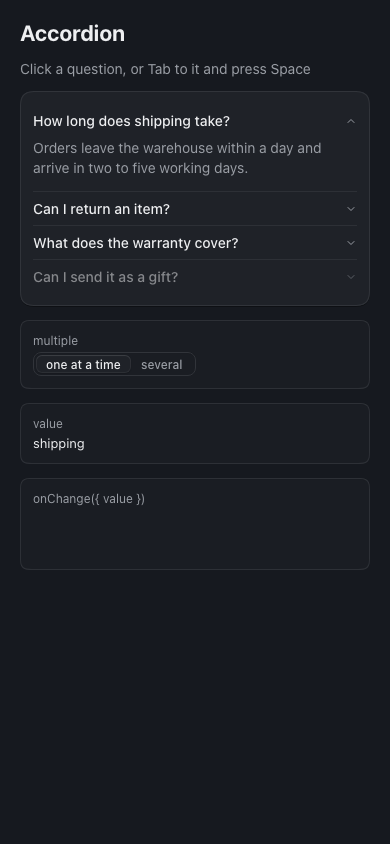 Accordion
Click a question, or Tab to it and press Space
How long does shipping take?
Orders leave the warehouse within a day and
arrive in two to five working days.
Can I return an item?
What does the warranty cover?
Can I send it as a gift?
multiple
one at a time several
value
shipping
onChange({ value })